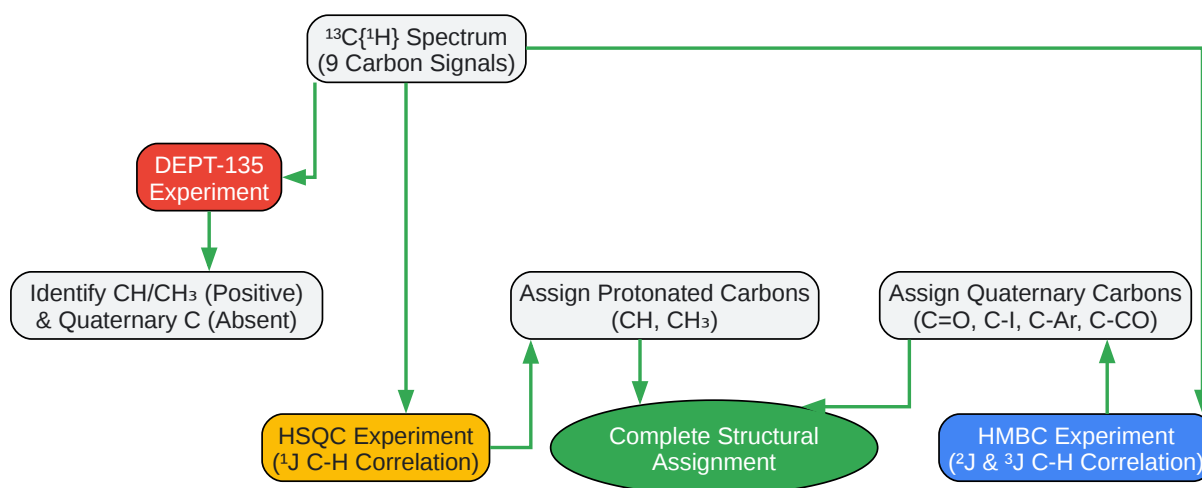 ¹³C{¹H} Spectrum
(9 Carbon Signals)
DEPT-135
Experiment
Identify CH/CH₃ (Positive)
& Quaternary C (Absent)
Assign Protonated Carbons
(CH, CH₃)
Assign Quaternary Carbons
(C=O, C-I, C-Ar, C-CO)
HSQC Experiment
(¹J C-H Correlation)
Complete Structural
Assignment
HMBC Experiment
(²J & ³J C-H Correlation)